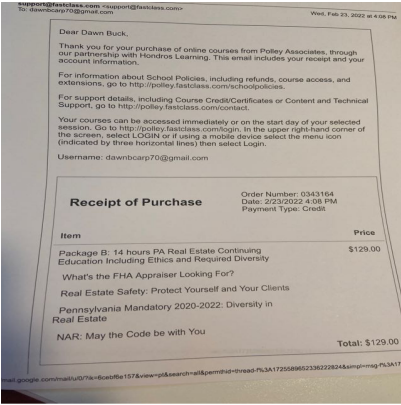 support@fastclass.com <support@fastclass.com>
To: dawnbcarp70@gmail.com
Wed, Feb 23, 2022 at 4:08 PM
Dear Dawn Buck,
Thank you for your purchase of online courses from Polley Associates, through
our partnership with Hondros Learning. This email includes your receipt and your
account information.
For information about School Policies, including refunds, course access, and
extensions, go to http://polley.fastclass.com/schoolpolicies.
For support details, including Course Credit/Certificates or Content and Technical
Support, go to http://polley.fastclass.com/contact.
Your courses can be accessed immediately or on the start day of your selected
session. Go to http://polley.fastclass.com/login. In the upper right-hand corner of
the screen, select LOGIN or if using a mobile device select the menu icon
(indicated by three horizontal lines) then select Login.
Username: dawnbcarp70@gmail.com
Receipt of Purchase
Order Number: 0343164
Date: 2/23/2022 4:08 PM
Payment Type: Credit
Item
Price
Package B: 14 hours PA Real Estate Continuing
Education Including Ethics and Required Diversity
$129.00
What's the FHA Appraiser Looking For?
Real Estate Safety: Protect Yourself and Your Clients
Pennsylvania Mandatory 2020-2022: Diversity in
Real Estate
NAR: May the Code be with You
Total: $129.00